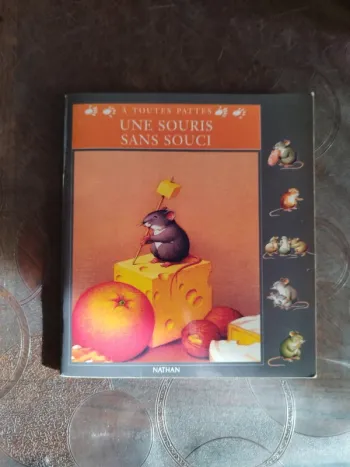 À TOUTES PATTES
UNE SOURIS
SANS SOUCI
NATHAN